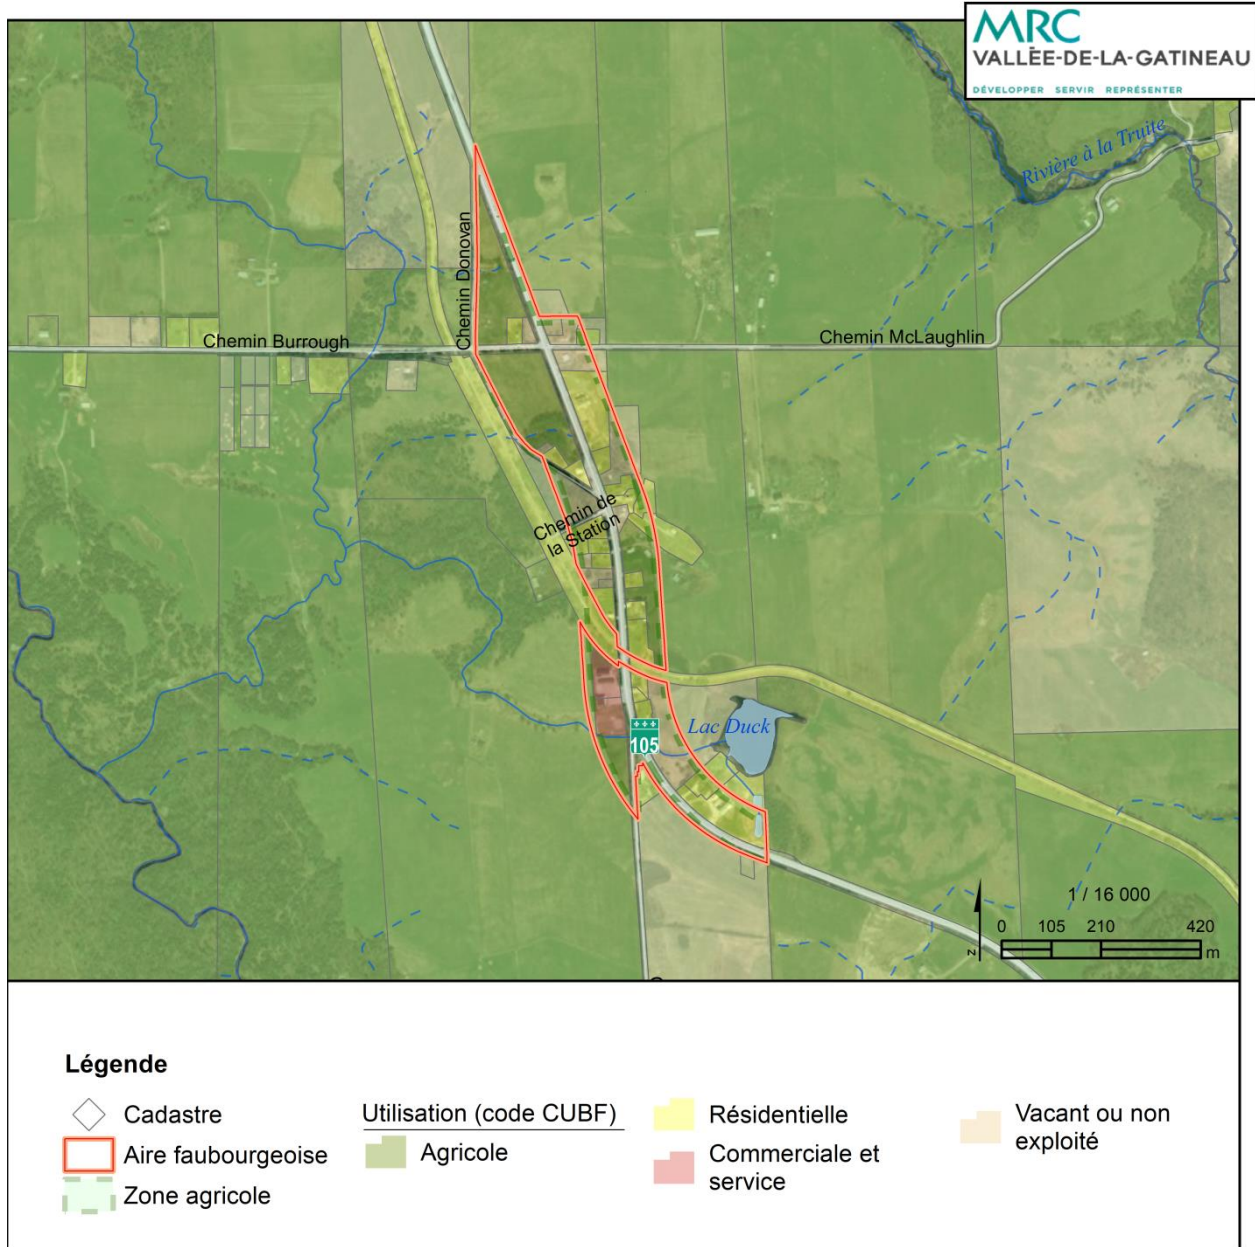 MRC
VALLÉE-DE-LA-GATINEAU
DÉVELOPPER SERVIR REPRÉSENTER
Rivière à la Truite
Chemin Donovan
Chemin Burrough
Chemin McLaughlin
Chemin de
la Station
Lac Duck
105
1 / 16 000
0 105 210 420
m
N
Légende
Cadastre
Aire faubourgeoise
Zone agricole
Utilisation (code CUBF)
Agricole
Résidentielle
Commerciale et
service
Vacant ou non
exploité